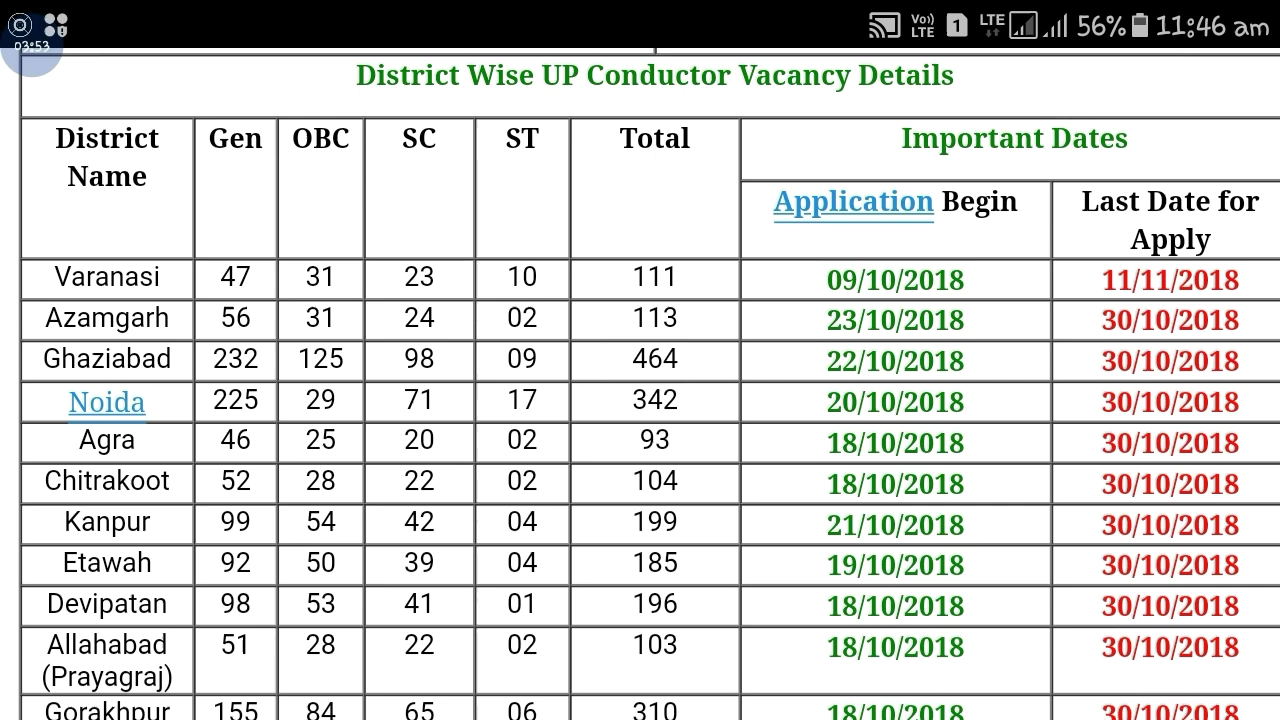 Vo))
LTE
1
LTE
56%
11:46 am
03:53
District Wise UP Conductor Vacancy Details
District Name Gen OBC SC ST Total Important Dates
Application Begin Last Date for Apply
Varanasi 47 31 23 10 111 09/10/2018 11/11/2018
Azamgarh 56 31 24 02 113 23/10/2018 30/10/2018
Ghaziabad 232 125 98 09 464 22/10/2018 30/10/2018
Noida 225 29 71 17 342 20/10/2018 30/10/2018
Agra 46 25 20 02 93 18/10/2018 30/10/2018
Chitrakoot 52 28 22 02 104 18/10/2018 30/10/2018
Kanpur 99 54 42 04 199 21/10/2018 30/10/2018
Etawah 92 50 39 04 185 19/10/2018 30/10/2018
Devipatan 98 53 41 01 196 18/10/2018 30/10/2018
Allahabad 51 28 22 02 103 18/10/2018 30/10/2018
(Prayagraj)
Gorakhpur 155 84 65 06 310 18/10/2018 30/10/2018